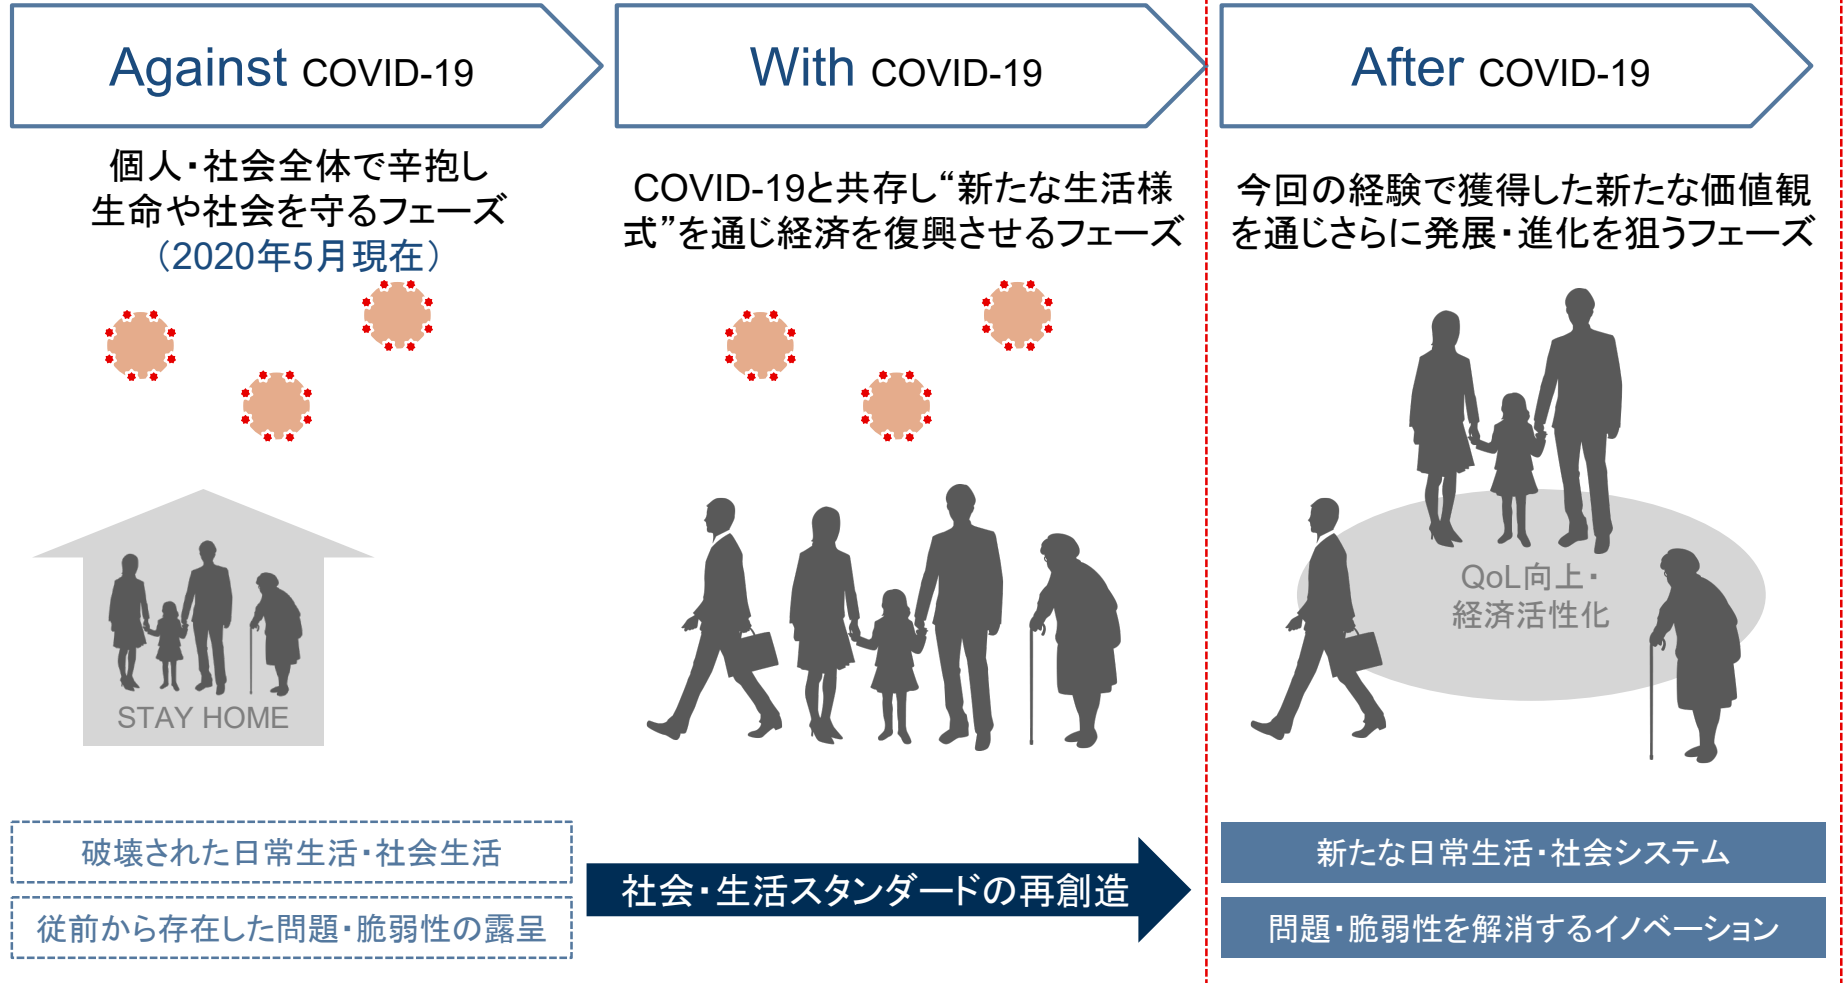 Against COVID-19
個人・社会全体で辛抱し
生命や社会を守るフェーズ
（2020年5月現在）
STAY HOME
破壊された日常生活・社会生活
従前から存在した問題・脆弱性の露呈
With COVID-19
COVID-19と共存し“新たな生活様
式”を通じ経済を復興させるフェーズ
社会・生活スタンダードの再創造
After COVID-19
今回の経験で獲得した新たな価値観
を通じさらに発展・進化を狙うフェーズ
QoL向上・
経済活性化
新たな日常生活・社会システム
問題・脆弱性を解消するイノベーション